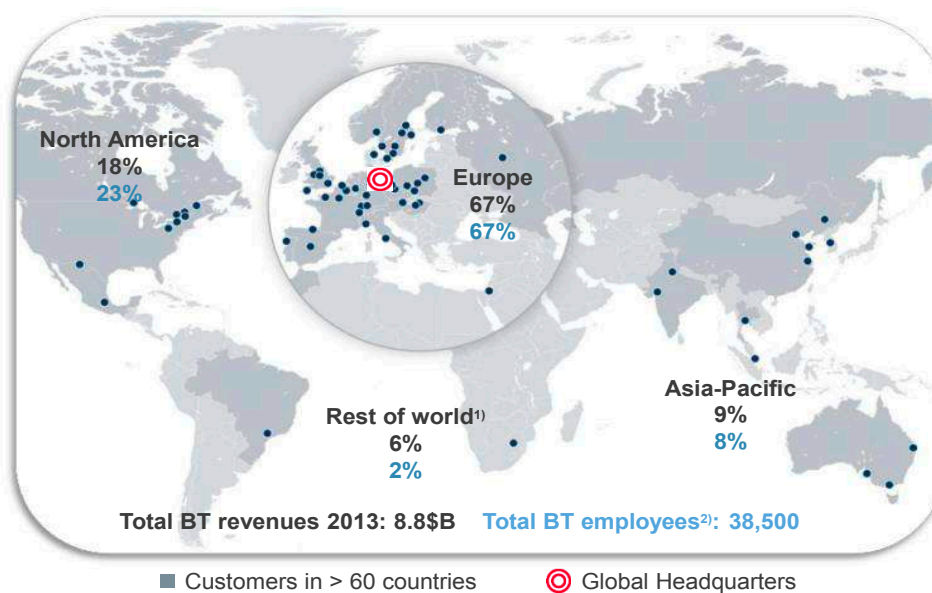 North America
18%
23%
Europe
67%
67%
Rest of world¹⁾
6%
2%
Asia-Pacific
9%
8%
Total BT revenues 2013: 8.8$B
Total BT employees²⁾: 38,500
Customers in > 60 countries
Global Headquarters